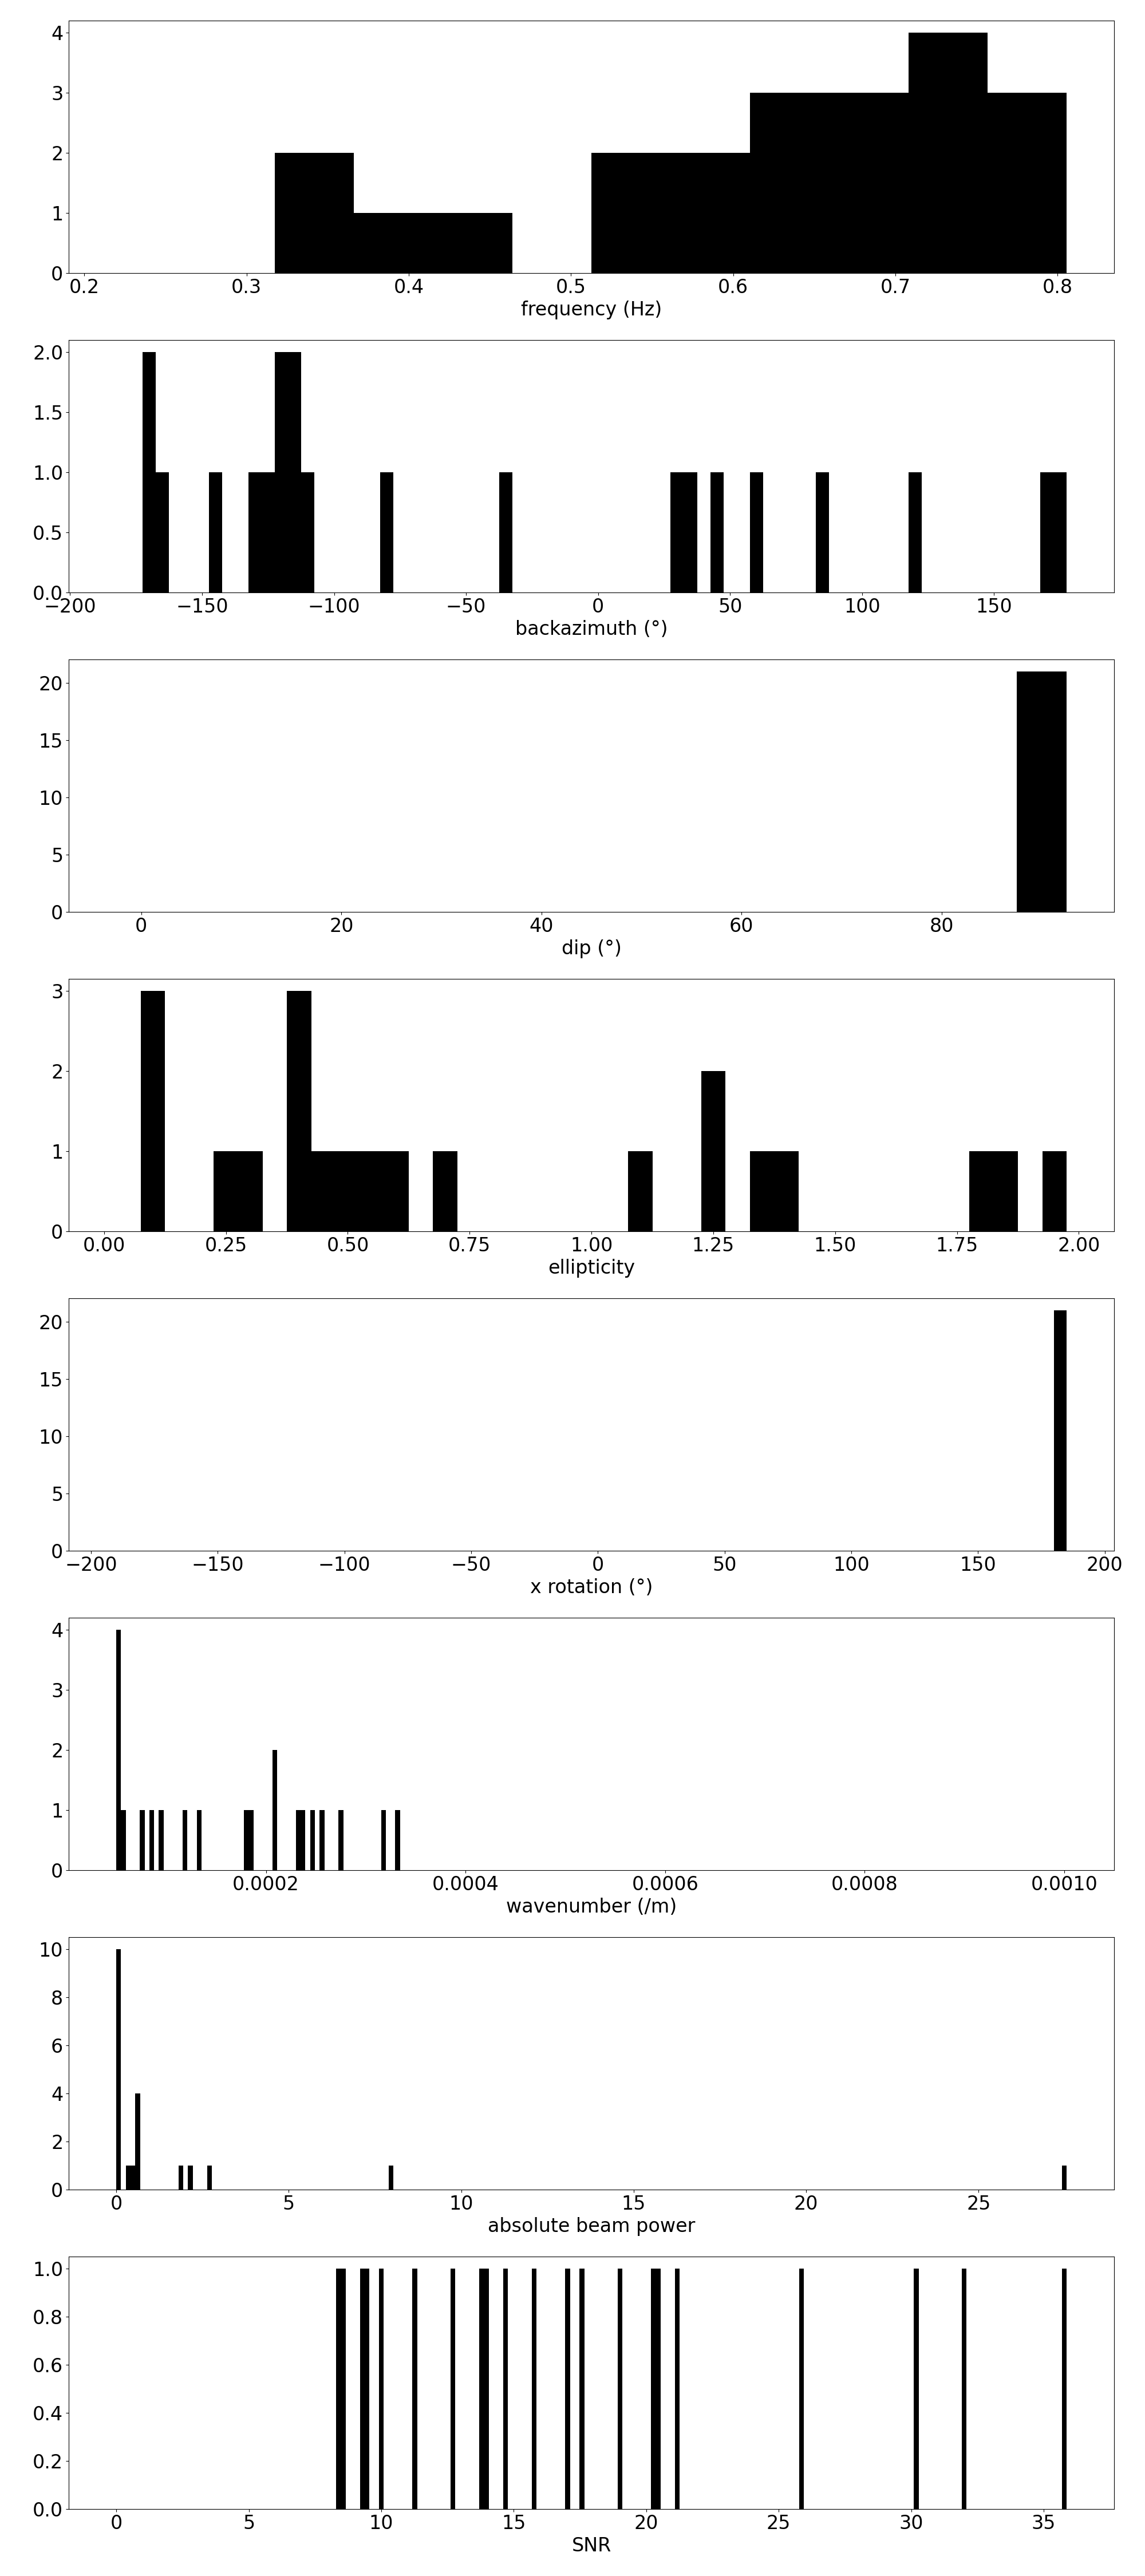 4
3
2
1
0
0.2 0.3 0.4 0.5 0.6 0.7 0.8
frequency (Hz)
2.0
1.5
1.0
0.5
0.0
−200 −150 −100 −50 0 50 100 150
backazimuth (°)
20
15
10
5
0
0 20 40 60 80
dip (°)
3
2
1
0
0.00 0.25 0.50 0.75 1.00 1.25 1.50 1.75 2.00
ellipticity
20
15
10
5
0
−200 −150 −100 −50 0 50 100 150 200
x rotation (°)
4
3
2
1
0
0.0002 0.0004 0.0006 0.0008 0.0010
wavenumber (/m)
10
8
6
4
2
0
0 5 10 15 20 25
absolute beam power
1.0
0.8
0.6
0.4
0.2
0.0
0 5 10 15 20 25 30 35
SNR